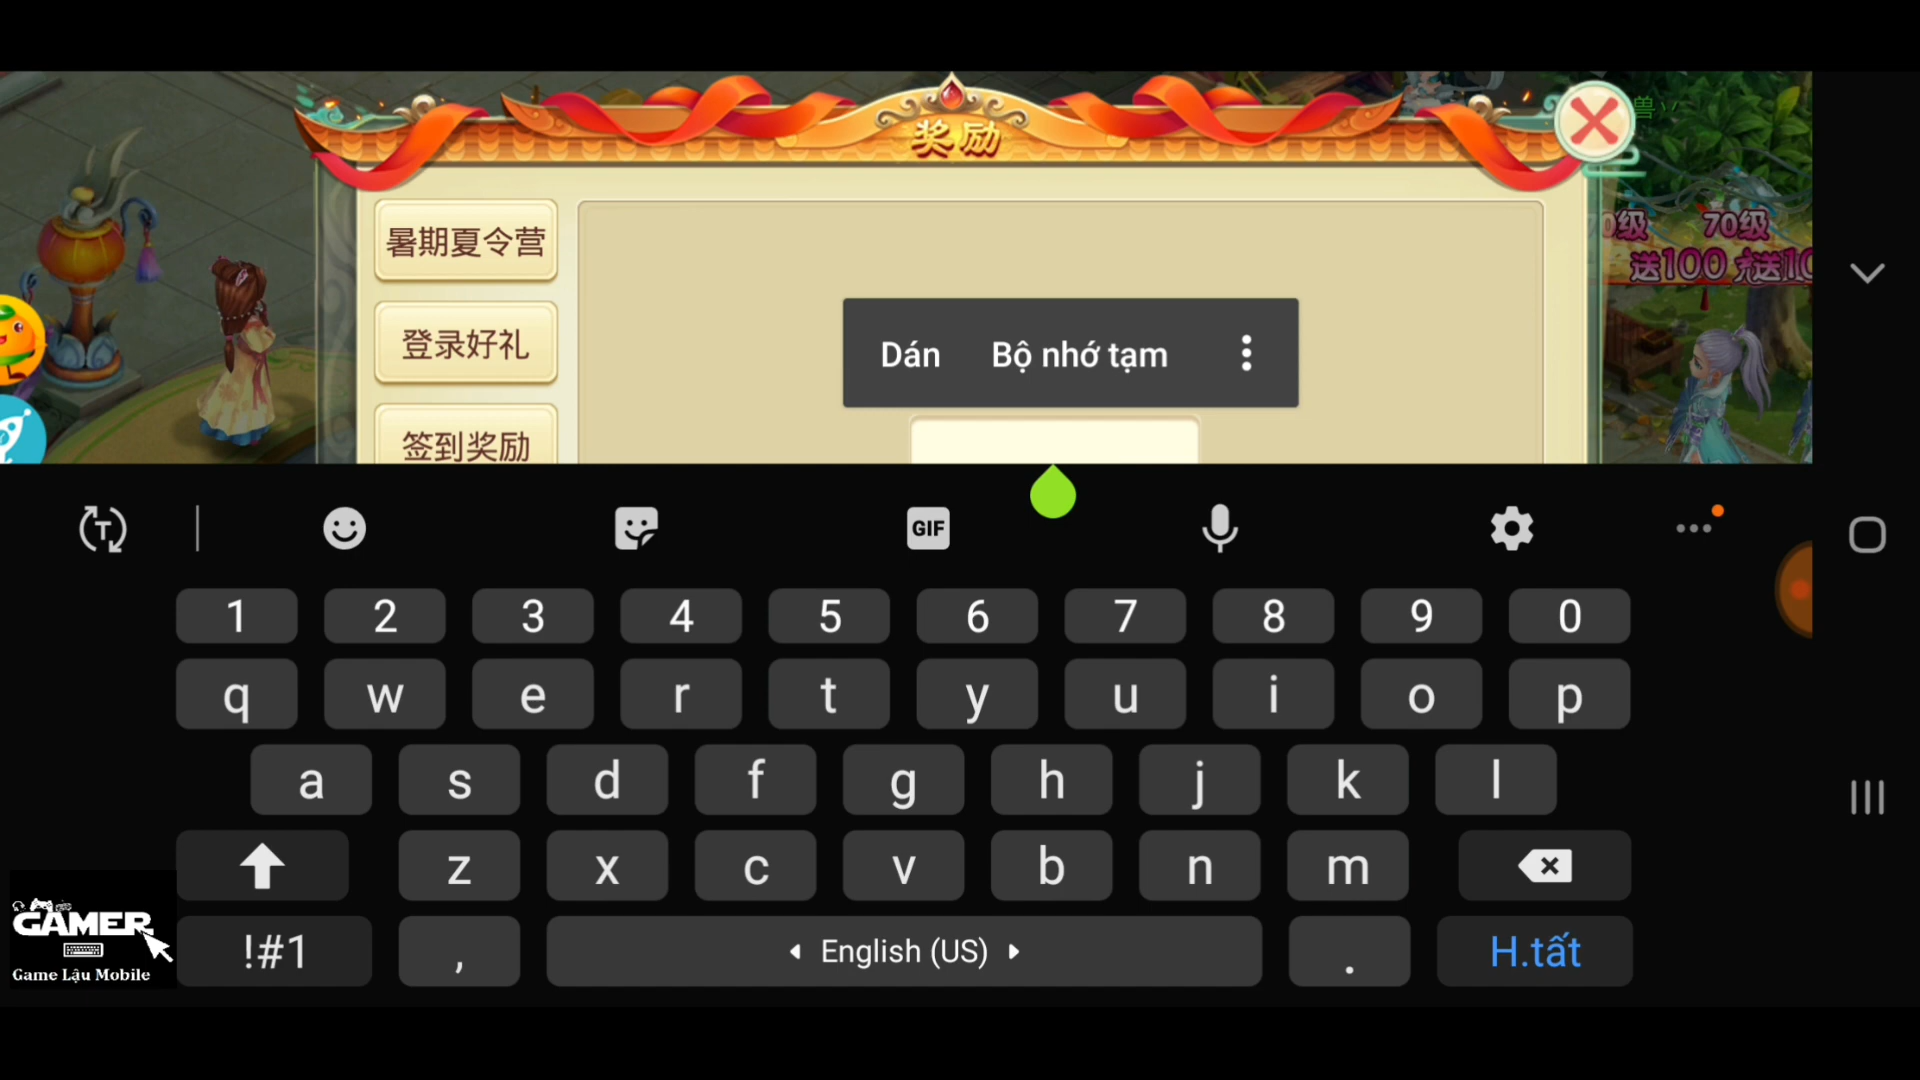 奖励
暑期夏令营
登录好礼
签到奖励
70级
送100
Dán Bộ nhớ tạm
GIF
1 2 3 4 5 6 7 8 9 0
q w e r t y u i o p
a s d f g h j k l
z x c v b n m
!#1 , English (US) . H.tất
GAMER
Game Lậu Mobile